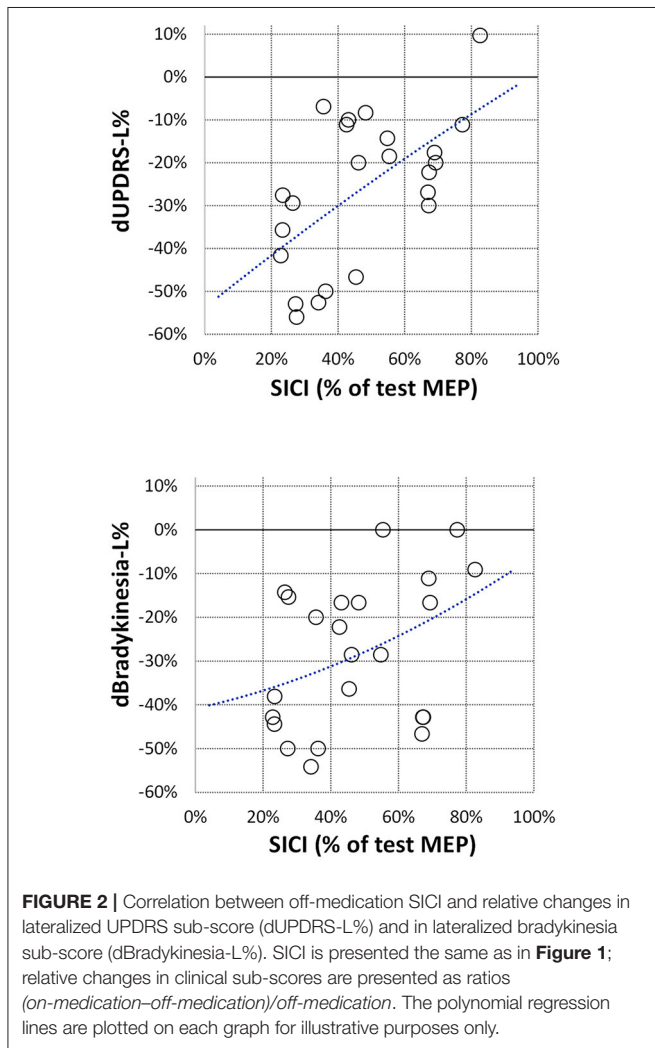 10%
0%
-10%
-20%
-30%
-40%
-50%
-60%
dUPDRS-L%
0% 20% 40% 60% 80% 100%
SICI (% of test MEP)
10%
0%
-10%
-20%
-30%
-40%
-50%
-60%
dBradykinesia-L%
0% 20% 40% 60% 80% 100%
SICI (% of test MEP)
FIGURE 2 | Correlation between off-medication SICI and relative changes in
lateralized UPDRS sub-score (dUPDRS-L%) and in lateralized bradykinesia
sub-score (dBradykinesia-L%). SICI is presented the same as in Figure 1;
relative changes in clinical sub-scores are presented as ratios
(on-medication–off-medication)/off-medication. The polynomial regression
lines are plotted on each graph for illustrative purposes only.